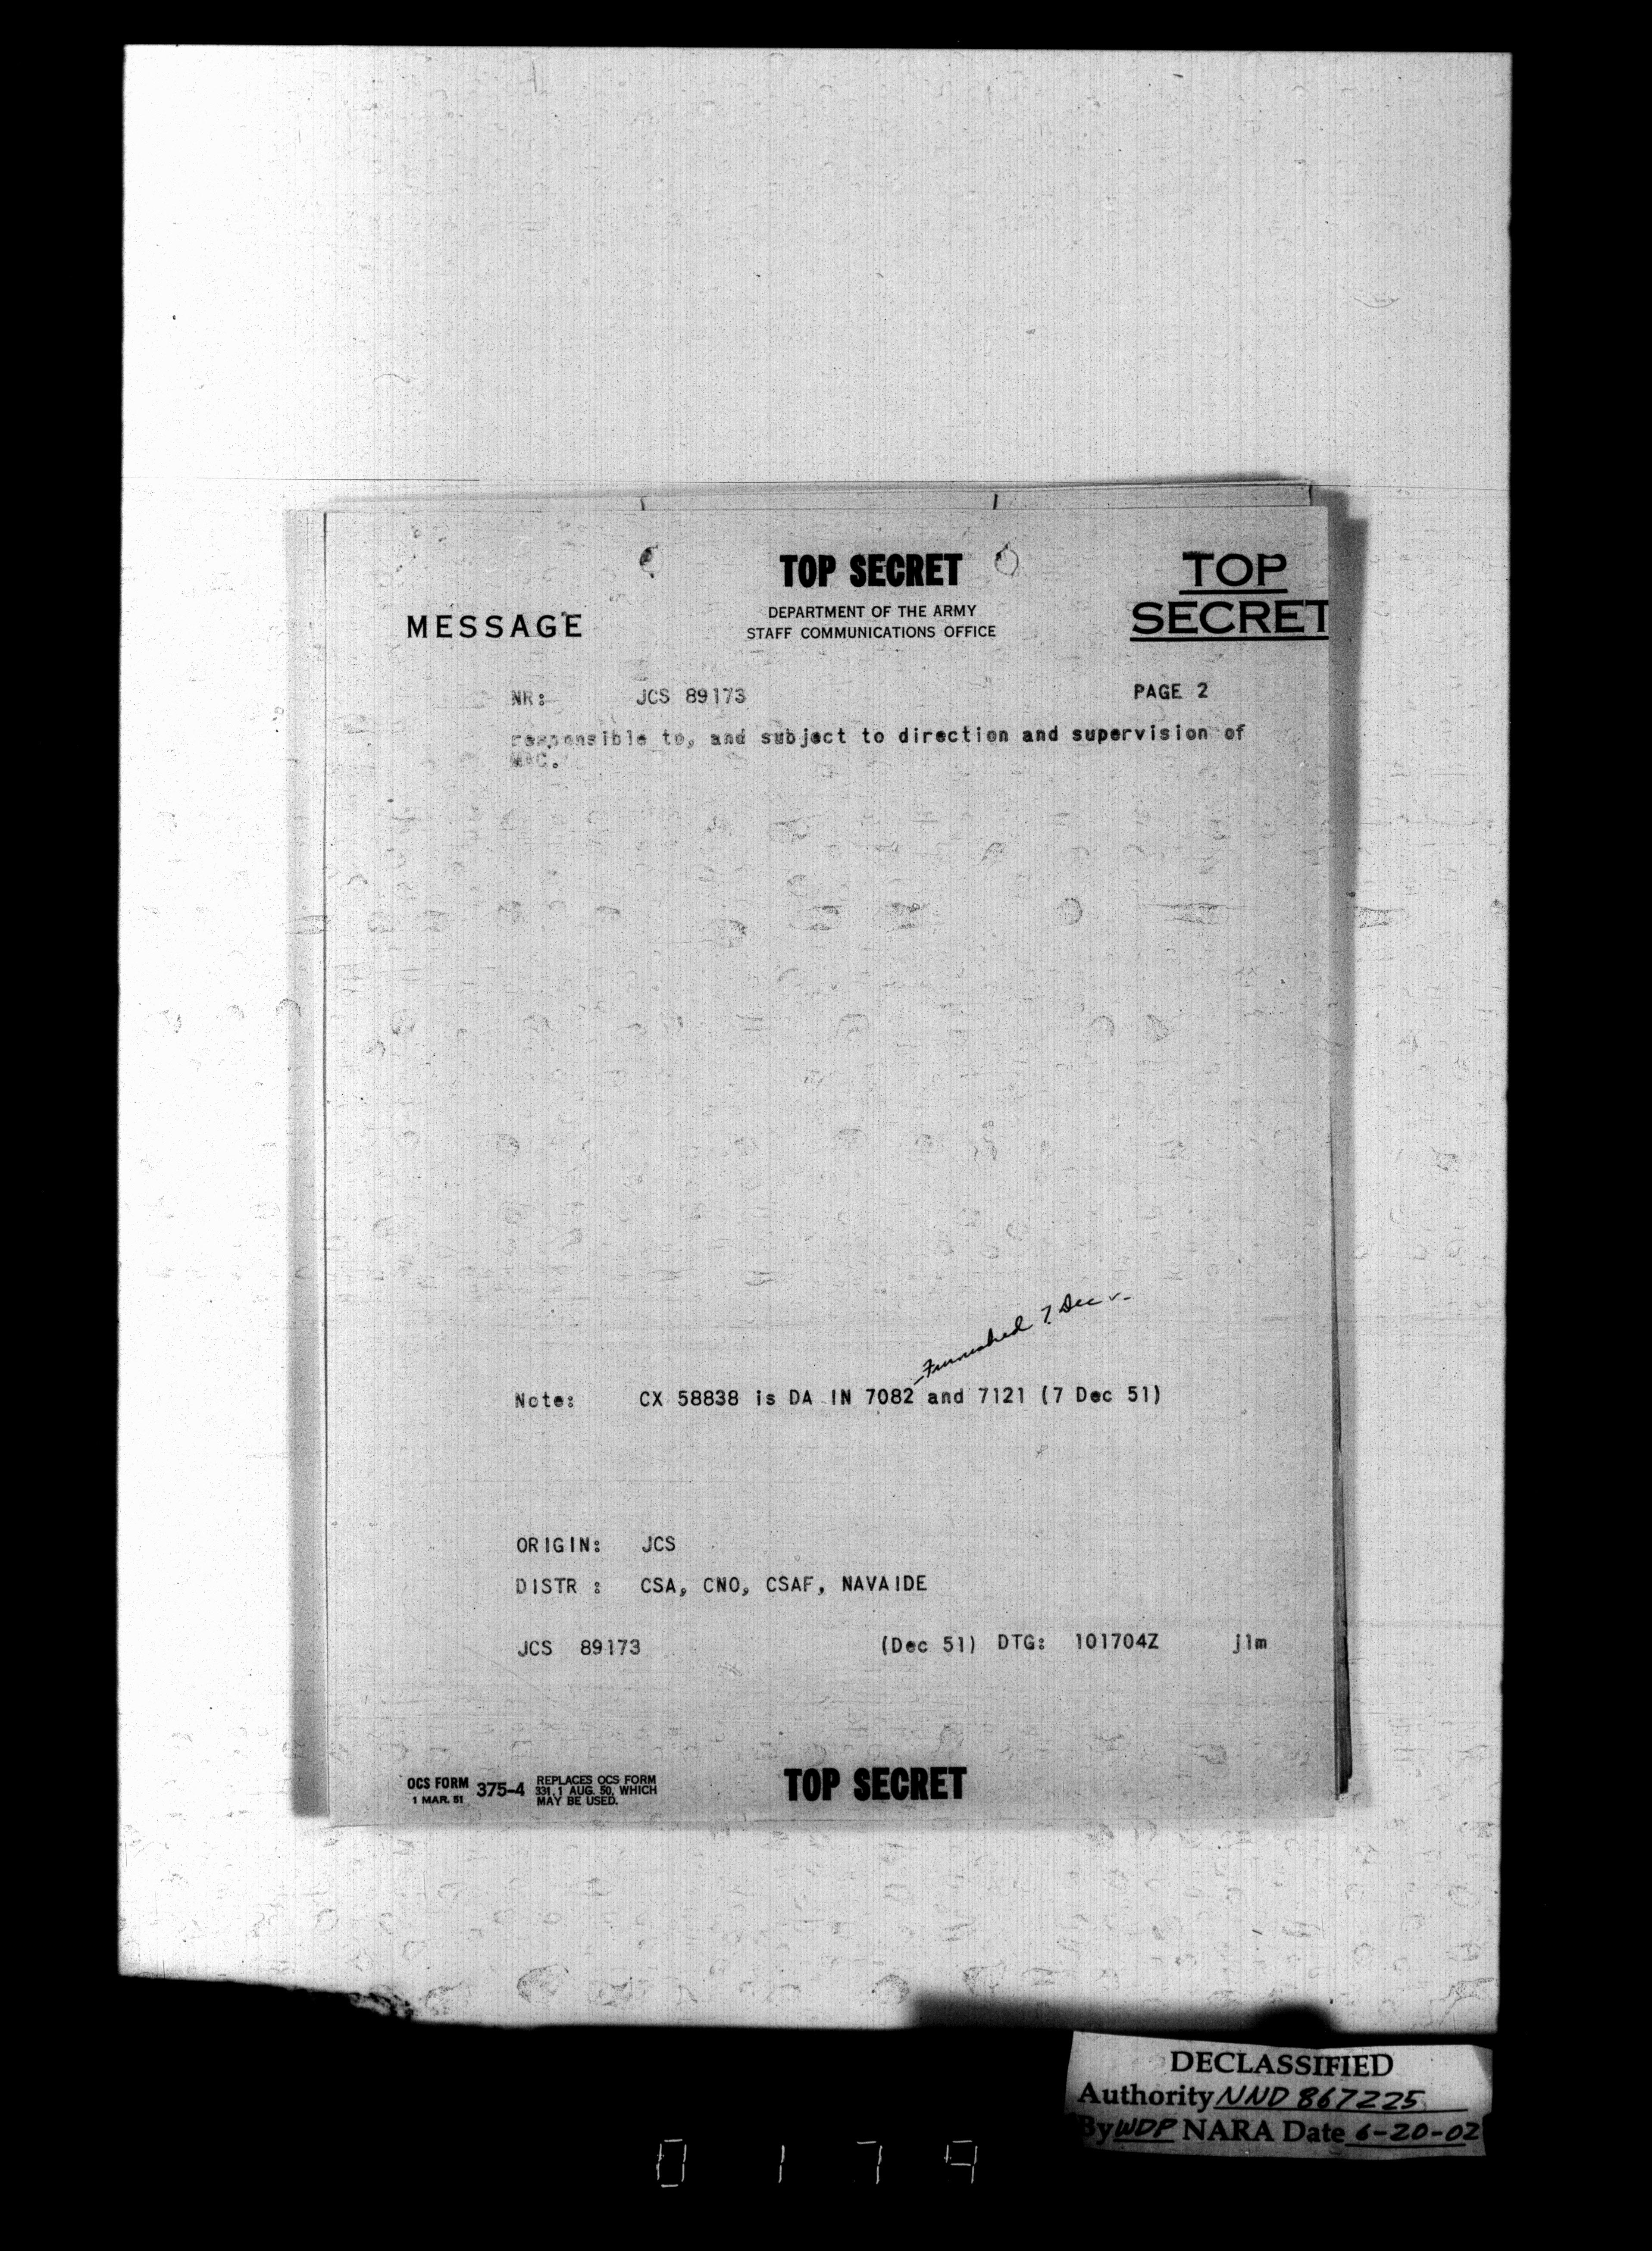 TOP SECRET
TOP
SECRET
MESSAGE
DEPARTMENT OF THE ARMY
STAFF COMMUNICATIONS OFFICE
NR: JCS 89173 PAGE 2
responsible to, and subject to direction and supervision of
MAC.
Furnished 7 Dec
Note: CX 58838 is DA IN 7082 and 7121 (7 Dec 51)
ORIGIN: JCS
DISTR : CSA, CNO, CSAF, NAVAIDE
JCS 89173 (Dec 51) DTG: 101704Z jlm
OCS FORM 375-4 REPLACES OCS FORM
1 MAR. 51 331, 1 AUG. 50, WHICH
MAY BE USED.
TOP SECRET
DECLASSIFIED
Authority NND 867225
By WDP NARA Date 6-20-02
0179